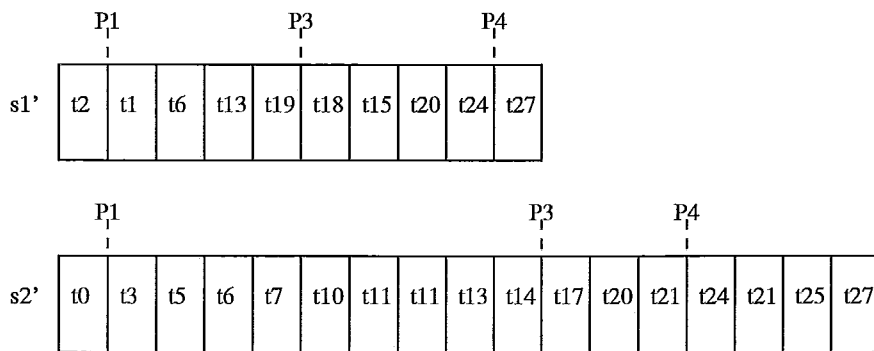 P1 P3 P4
s1’ t2 t1 t6 t13 t19 t18 t15 t20 t24 t27
P1 P3 P4
s2’ t0 t3 t5 t6 t7 t10 t11 t11 t13 t14 t17 t20 t21 t24 t21 t25 t27